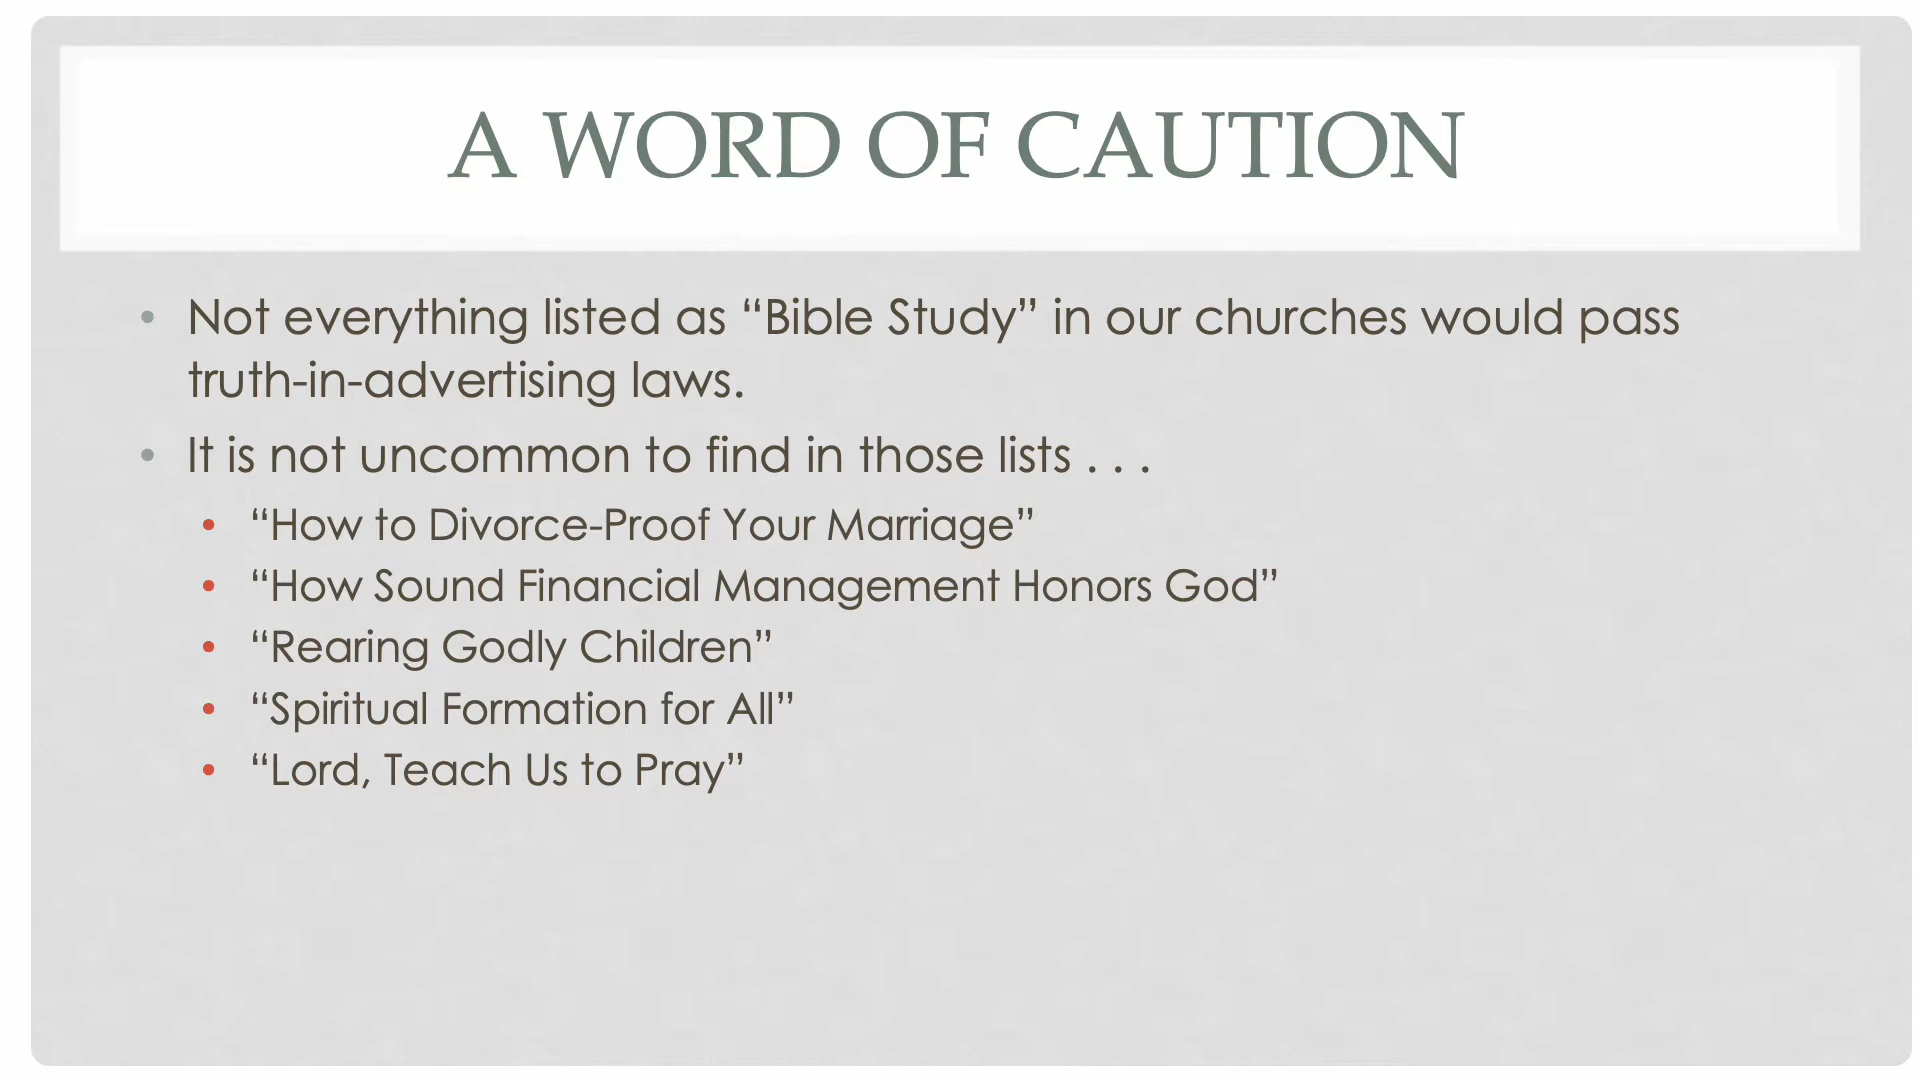 A WORD OF CAUTION
• Not everything listed as “Bible Study” in our churches would pass
truth-in-advertising laws.
• It is not uncommon to find in those lists . . .
• “How to Divorce-Proof Your Marriage”
• “How Sound Financial Management Honors God”
• “Rearing Godly Children”
• “Spiritual Formation for All”
• “Lord, Teach Us to Pray”